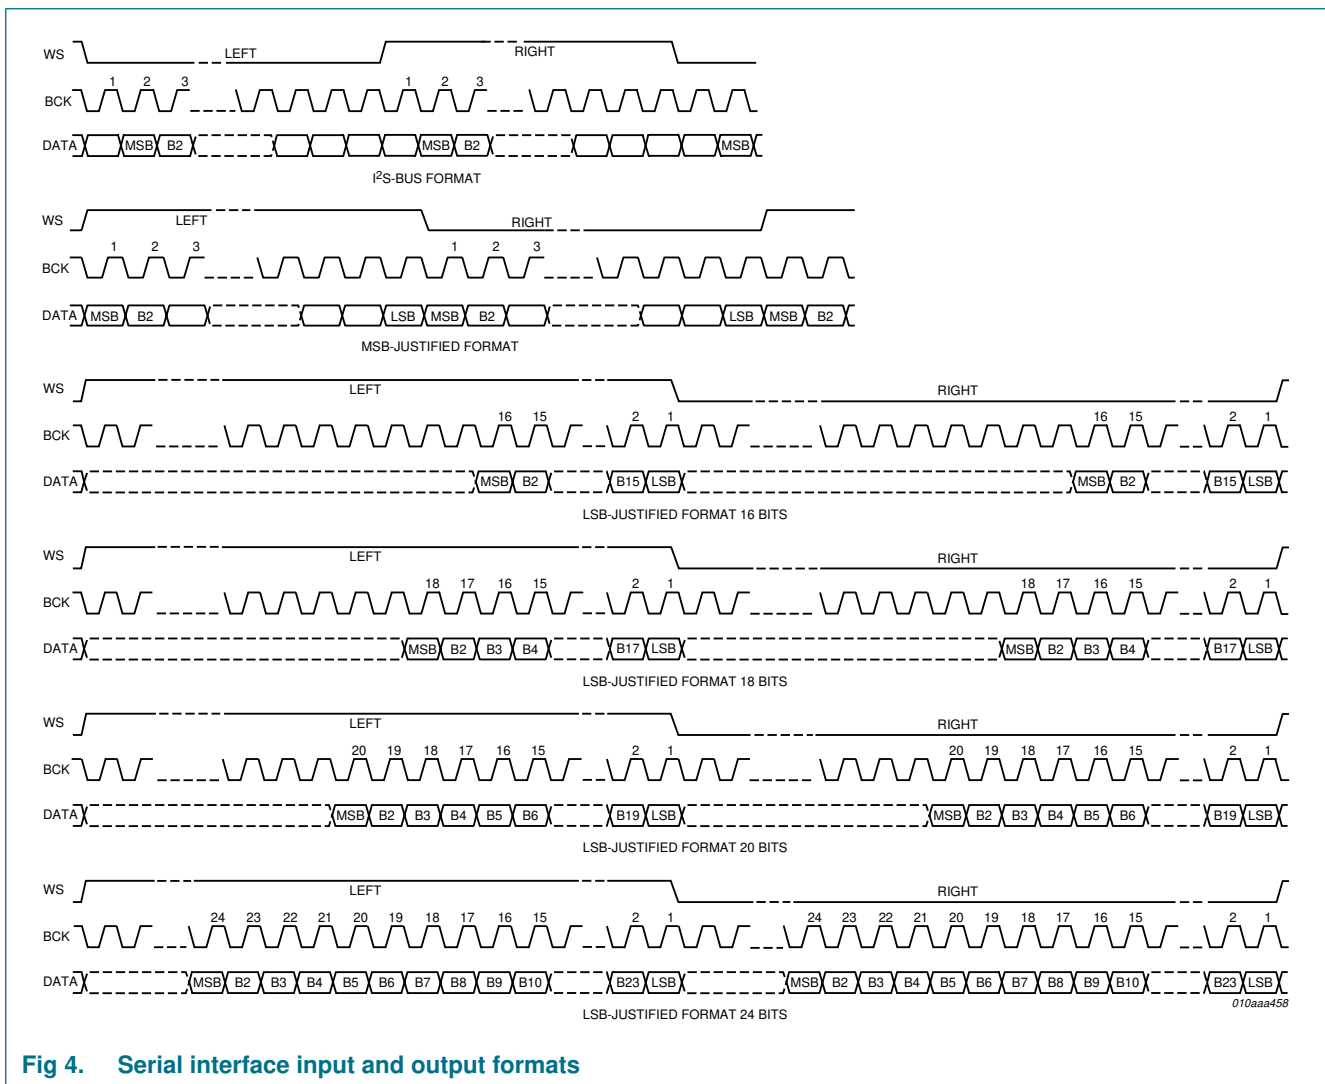 WS LEFT RIGHT
1 2 3 1 2 3
BCK
DATA MSB B2 MSB B2 MSB
I²S-BUS FORMAT
WS LEFT RIGHT
1 2 3 1 2 3
BCK
DATA MSB B2 LSB MSB B2 LSB MSB B2
MSB-JUSTIFIED FORMAT
WS LEFT RIGHT
16 15 2 1 16 15 2 1
BCK
DATA MSB B2 B15 LSB MSB B2 B15 LSB
LSB-JUSTIFIED FORMAT 16 BITS
WS LEFT RIGHT
18 17 16 15 2 1 18 17 16 15 2 1
BCK
DATA MSB B2 B3 B4 B17 LSB MSB B2 B3 B4 B17 LSB
LSB-JUSTIFIED FORMAT 18 BITS
WS LEFT RIGHT
20 19 18 17 16 15 2 1 20 19 18 17 16 15 2 1
BCK
DATA MSB B2 B3 B4 B5 B6 B19 LSB MSB B2 B3 B4 B5 B6 B19 LSB
LSB-JUSTIFIED FORMAT 20 BITS
WS LEFT RIGHT
24 23 22 21 20 19 18 17 16 15 2 1 24 23 22 21 20 19 18 17 16 15 2 1
BCK
DATA MSB B2 B3 B4 B5 B6 B7 B8 B9 B10 B23 LSB MSB B2 B3 B4 B5 B6 B7 B8 B9 B10 B23 LSB
010aaa458
LSB-JUSTIFIED FORMAT 24 BITS
Fig 4. Serial interface input and output formats